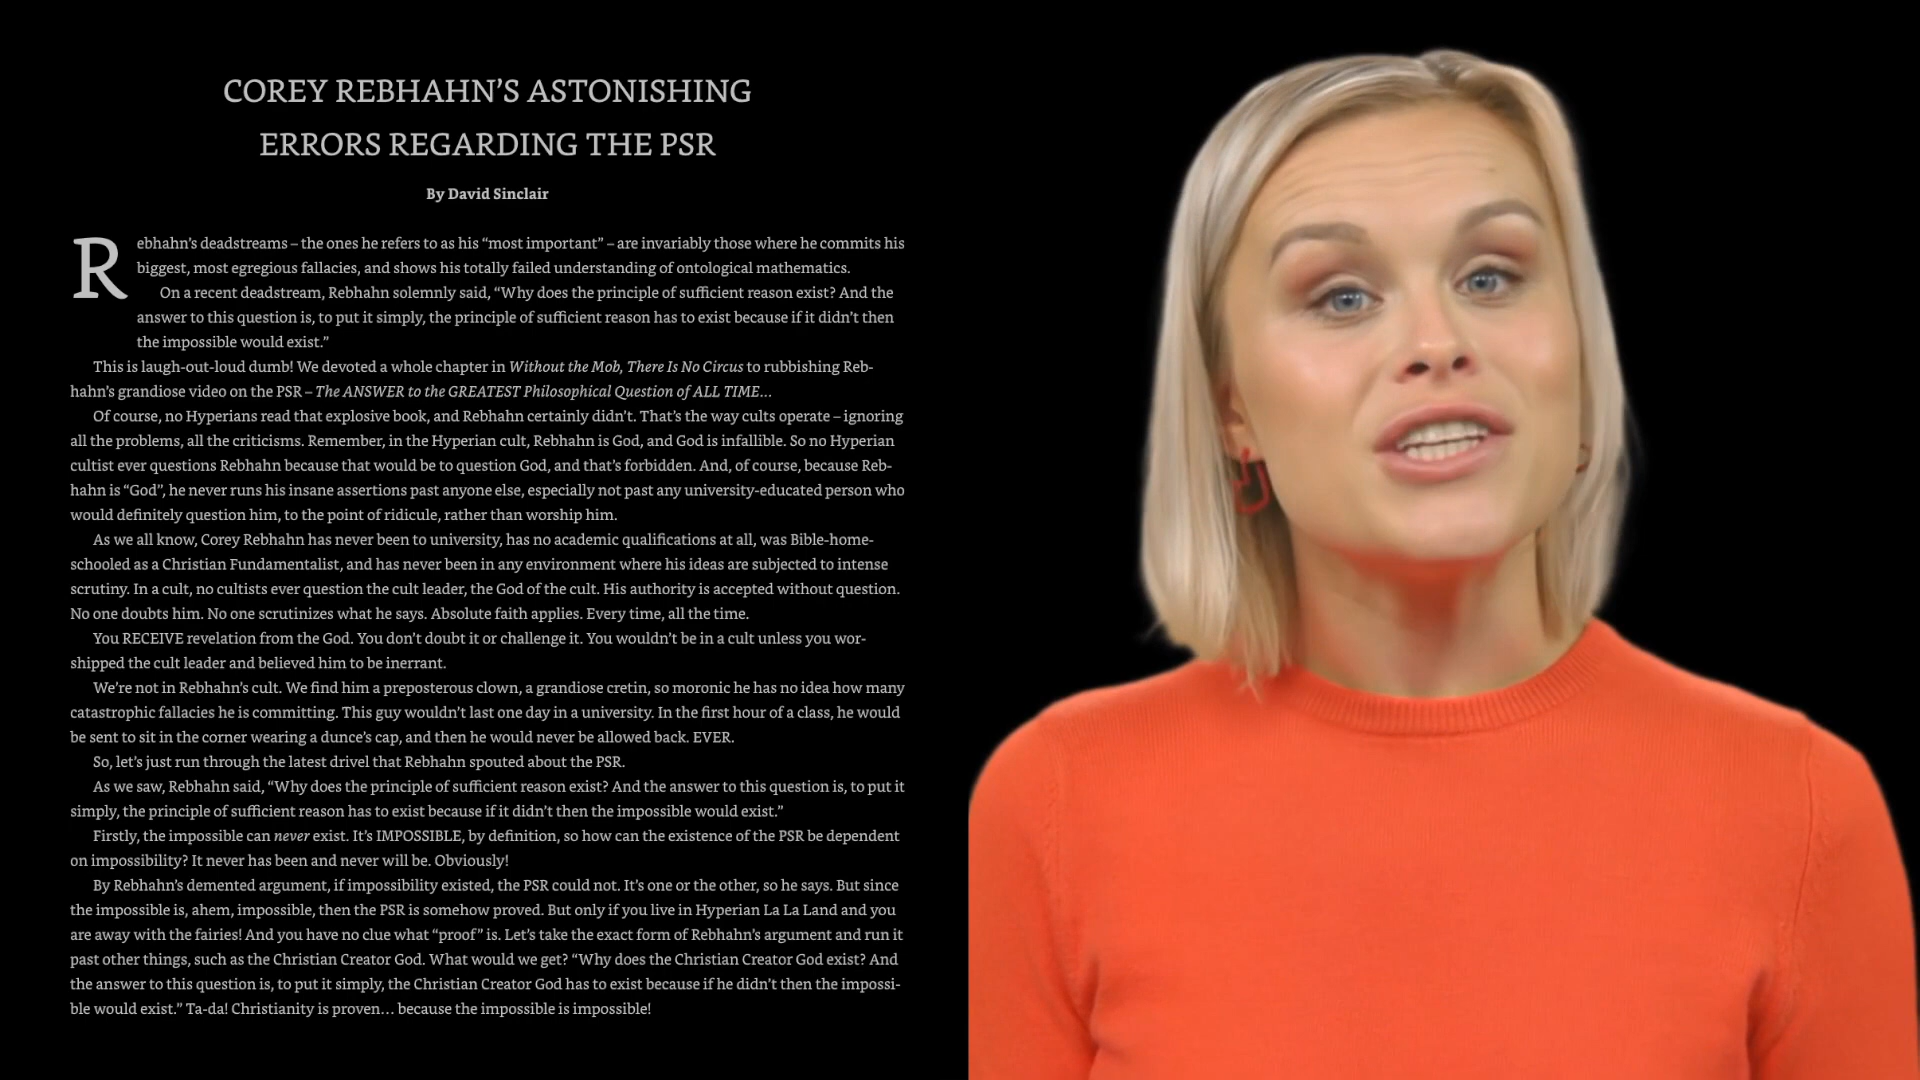 COREY REBHAHN’S ASTONISHING
ERRORS REGARDING THE PSR
By David Sinclair
Rebhahn’s deadstreams – the ones he refers to as his “most important” – are invariably those where he commits his
biggest, most egregious fallacies, and shows his totally failed understanding of ontological mathematics.
On a recent deadstream, Rebhahn solemnly said, “Why does the principle of sufficient reason exist? And the
answer to this question is, to put it simply, the principle of sufficient reason has to exist because if it didn’t then
the impossible would exist.”
This is laugh-out-loud dumb! We devoted a whole chapter in Without the Mob, There Is No Circus to rubbishing Reb-
hahn’s grandiose video on the PSR – The ANSWER to the GREATEST Philosophical Question of ALL TIME…
Of course, no Hyperians read that explosive book, and Rebhahn certainly didn’t. That’s the way cults operate – ignoring
all the problems, all the criticisms. Remember, in the Hyperian cult, Rebhahn is God, and God is infallible. So no Hyperian
cultist ever questions Rebhahn because that would be to question God, and that’s forbidden. And, of course, because Reb-
hahn is “God”, he never runs his insane assertions past anyone else, especially not past any university-educated person who
would definitely question him, to the point of ridicule, rather than worship him.
As we all know, Corey Rebhahn has never been to university, has no academic qualifications at all, was Bible-home-
schooled as a Christian Fundamentalist, and has never been in any environment where his ideas are subjected to intense
scrutiny. In a cult, no cultists ever question the cult leader, the God of the cult. His authority is accepted without question.
No one doubts him. No one scrutinizes what he says. Absolute faith applies. Every time, all the time.
You RECEIVE revelation from the God. You don’t doubt it or challenge it. You wouldn’t be in a cult unless you wor-
shipped the cult leader and believed him to be inerrant.
We’re not in Rebhahn’s cult. We find him a preposterous clown, a grandiose cretin, so moronic he has no idea how many
catastrophic fallacies he is committing. This guy wouldn’t last one day in a university. In the first hour of a class, he would
be sent to sit in the corner wearing a dunce’s cap, and then he would never be allowed back. EVER.
So, let’s just run through the latest drivel that Rebhahn spouted about the PSR.
As we saw, Rebhahn said, “Why does the principle of sufficient reason exist? And the answer to this question is, to put it
simply, the principle of sufficient reason has to exist because if it didn’t then the impossible would exist.”
Firstly, the impossible can never exist. It’s IMPOSSIBLE, by definition, so how can the existence of the PSR be dependent
on impossibility? It never has been and never will be. Obviously!
By Rebhahn’s demented argument, if impossibility existed, the PSR could not. It’s one or the other, so he says. But since
the impossible is, ahem, impossible, then the PSR is somehow proved. But only if you live in Hyperian La La Land and you
are away with the fairies! And you have no clue what “proof” is. Let’s take the exact form of Rebhahn’s argument and run it
past other things, such as the Christian Creator God. What would we get? “Why does the Christian Creator God exist? And
the answer to this question is, to put it simply, the Christian Creator God has to exist because if he didn’t then the impossi-
ble would exist.” Ta-da! Christianity is proven… because the impossible is impossible!